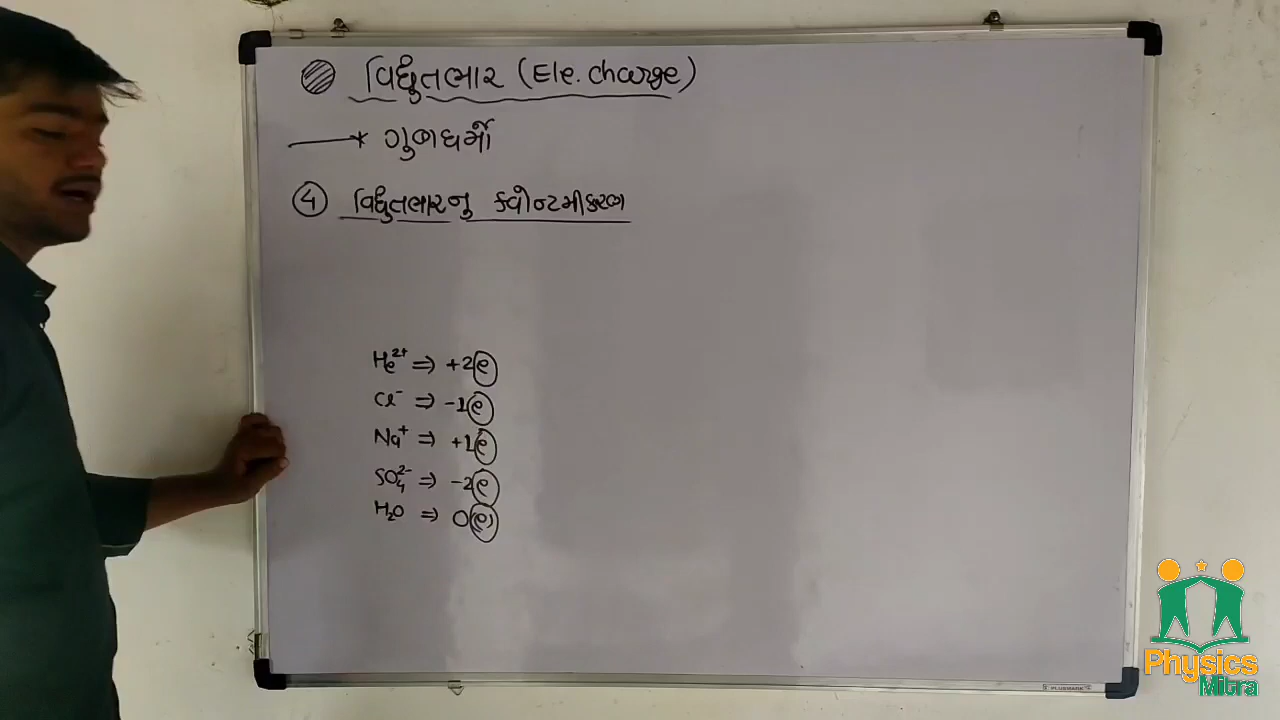 વિદ્યુતભાર (Ele. charge)
ગુણધર્મો
④ વિદ્યુતભારનુ ક્વોન્ટમીકરણ
He²⁺ ⇒ +2e
Cl⁻ ⇒ -1e
Na⁺ ⇒ +1e
SO₄²⁻ ⇒ -2e
H₂O ⇒ 0e
Physics
Mitra